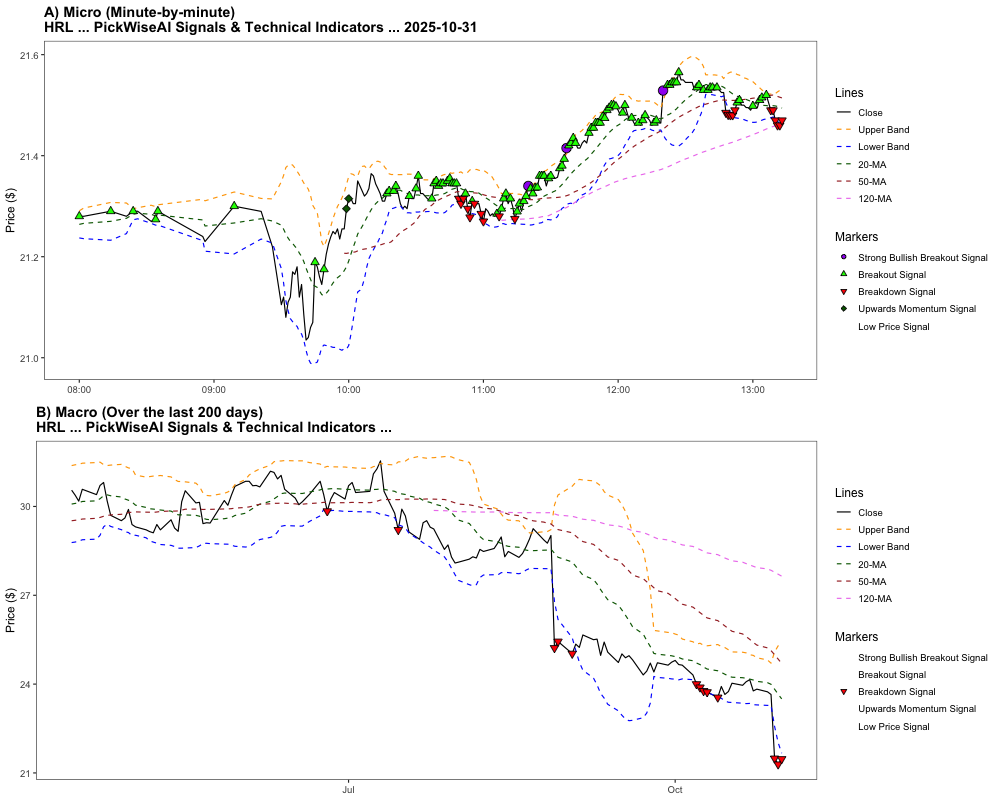 A) Micro (Minute-by-minute)
HRL ... PickWiseAI Signals & Technical Indicators ... 2025-10-31
Price ($)
21.6
21.4
21.2
21.0
08:00 09:00 10:00 11:00 12:00 13:00
Lines
Close
Upper Band
Lower Band
20-MA
50-MA
120-MA
Markers
Strong Bullish Breakout Signal
Breakout Signal
Breakdown Signal
Upwards Momentum Signal
Low Price Signal
B) Macro (Over the last 200 days)
HRL ... PickWiseAI Signals & Technical Indicators ...
Price ($)
30
27
24
21
Jul Oct
Lines
Close
Upper Band
Lower Band
20-MA
50-MA
120-MA
Markers
Strong Bullish Breakout Signal
Breakout Signal
Breakdown Signal
Upwards Momentum Signal
Low Price Signal